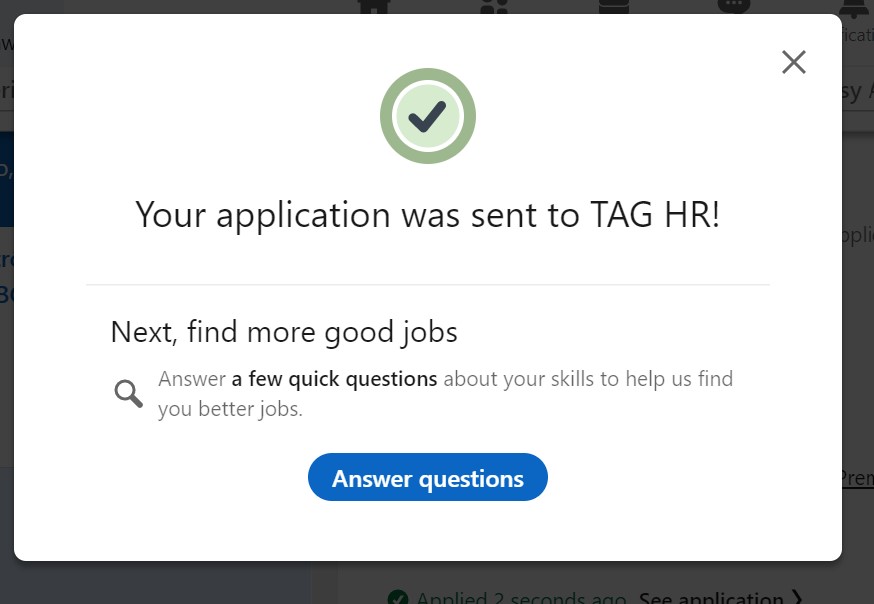 Your application was sent to TAG HR!
Next, find more good jobs
Answer a few quick questions about your skills to help us find
you better jobs.
Answer questions
Applied 2 seconds ago See application